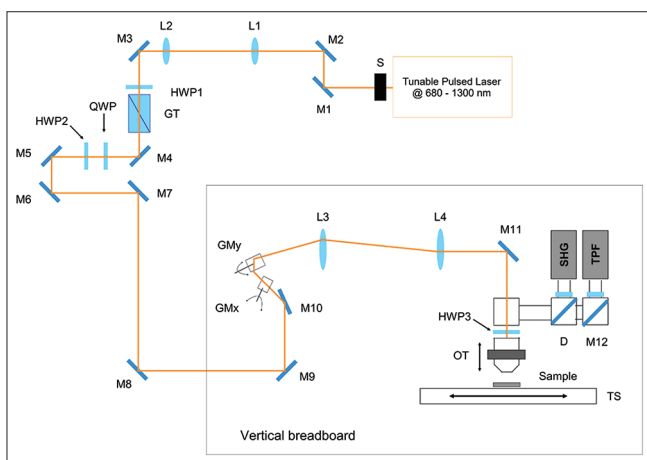 L2
L1
M3
M2
S
Tunable Pulsed Laser
@ 680 - 1300 nm
M1
HWP1
GT
QWP
HWP2
M5
M4
M6
M7
L3
L4
M11
GMy
SHG
TPF
GMx
M10
HWP3
D
M12
OT
M8
M9
Sample
TS
Vertical breadboard